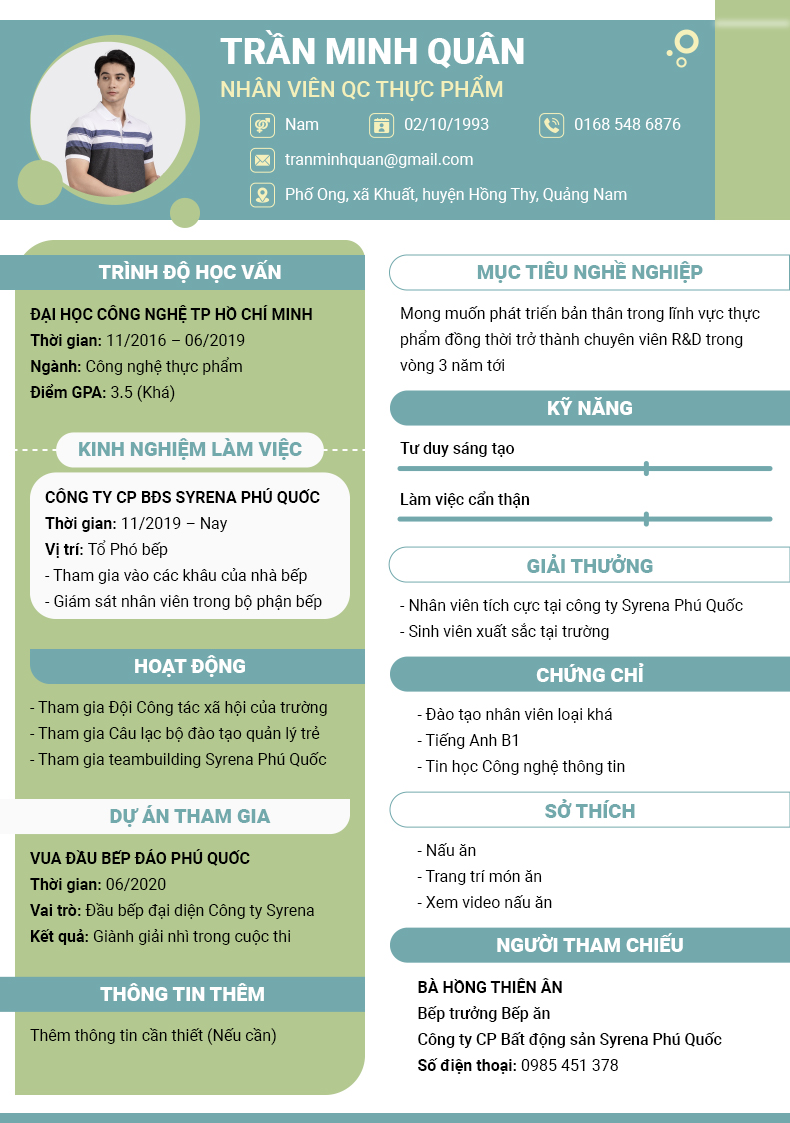 TRẦN MINH QUÂN
NHÂN VIÊN QC THỰC PHẨM
Nam
02/10/1993
0168 548 6876
tranminhquan@gmail.com
Phố Ong, xã Khuất, huyện Hồng Thy, Quảng Nam
TRÌNH ĐỘ HỌC VẤN
ĐẠI HỌC CÔNG NGHỆ TP HỒ CHÍ MINH
Thời gian: 11/2016 – 06/2019
Ngành: Công nghệ thực phẩm
Điểm GPA: 3.5 (Khá)
KINH NGHIỆM LÀM VIỆC
CÔNG TY CP BĐS SYRENA PHÚ QUỐC
Thời gian: 11/2019 – Nay
Vị trí: Tổ Phó bếp
- Tham gia vào các khâu của nhà bếp
- Giám sát nhân viên trong bộ phận bếp
HOẠT ĐỘNG
- Tham gia Đội Công tác xã hội của trường
- Tham gia Câu lạc bộ đào tạo quản lý trẻ
- Tham gia teambuilding Syrena Phú Quốc
DỰ ÁN THAM GIA
VUA ĐẦU BẾP ĐẢO PHÚ QUỐC
Thời gian: 06/2020
Vai trò: Đầu bếp đại diện Công ty Syrena
Kết quả: Giành giải nhì trong cuộc thi
THÔNG TIN THÊM
Thêm thông tin cần thiết (Nếu cần)
MỤC TIÊU NGHỀ NGHIỆP
Mong muốn phát triển bản thân trong lĩnh vực thực
phẩm đồng thời trở thành chuyên viên R&D trong
vòng 3 năm tới
KỸ NĂNG
Tư duy sáng tạo
Làm việc cẩn thận
GIẢI THƯỞNG
- Nhân viên tích cực tại công ty Syrena Phú Quốc
- Sinh viên xuất sắc tại trường
CHỨNG CHỈ
- Đào tạo nhân viên loại khá
- Tiếng Anh B1
- Tin học Công nghệ thông tin
SỞ THÍCH
- Nấu ăn
- Trang trí món ăn
- Xem video nấu ăn
NGƯỜI THAM CHIẾU
BÀ HỒNG THIÊN ÂN
Bếp trưởng Bếp ăn
Công ty CP Bất động sản Syrena Phú Quốc
Số điện thoại: 0985 451 378